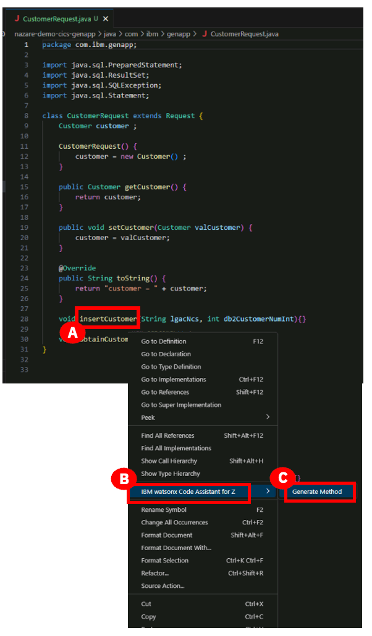 J CustomerRequest.java U ×
nazare-demo-cics-genapp > java > com > ibm > genapp > J CustomerRequest.java
1 package com.ibm.genapp;
2
3 import java.sql.PreparedStatement;
4 import java.sql.ResultSet;
5 import java.sql.SQLException;
6 import java.sql.Statement;
7
8 class CustomerRequest extends Request {
9 Customer customer ;
10
11 CustomerRequest() {
12 customer = new Customer() ;
13 }
14
15 public Customer getCustomer() {
16 return customer;
17 }
18
19 public void setCustomer(Customer valCustomer) {
20 customer = valCustomer;
21 }
22
23 @Override
24 public String toString() {
25 return "customer = " + customer;
26 }
27
28 void insertCustomer(String lgacNcs, int db2CustomerNumInt){}
A
29
30
31 }
32
33
Go to Definition F12
Go to Declaration
Go to Type Definition
Go to Implementations Ctrl+F12
Go to References Shift+F12
Go to Super Implementation
Peek >
Find All References Shift+Alt+F12
Find All Implementations
Show Call Hierarchy Shift+Alt+H
Show Type Hierarchy
B
C
IBM watsonx Code Assistant for Z >
Generate Method
Rename Symbol F2
Change All Occurrences Ctrl+F2
Format Document Shift+Alt+F
Format Document With...
Format Selection Ctrl+K Ctrl+F
Refactor... Ctrl+Shift+R
Source Action...
Cut Ctrl+X
Copy Ctrl+C